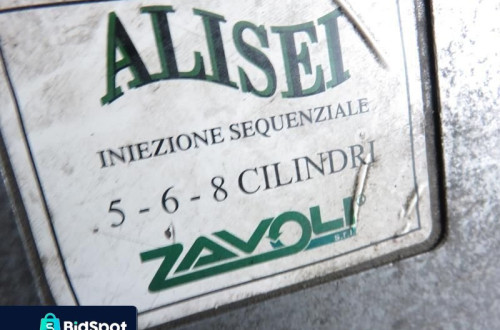 ALISEI
INIEZIONE SEQUENZIALE
5 - 6 - 8 CILINDRI
ZAVOLI
S.r.l.
BidSpot